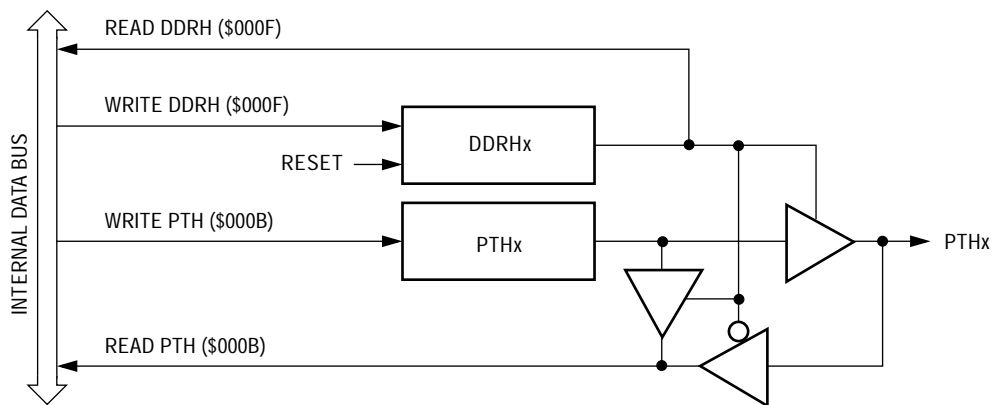 READ DDRH ($000F)
WRITE DDRH ($000F)
DDRHx
RESET
WRITE PTH ($000B)
PTHx
PTHx
READ PTH ($000B)
INTERNAL DATA BUS